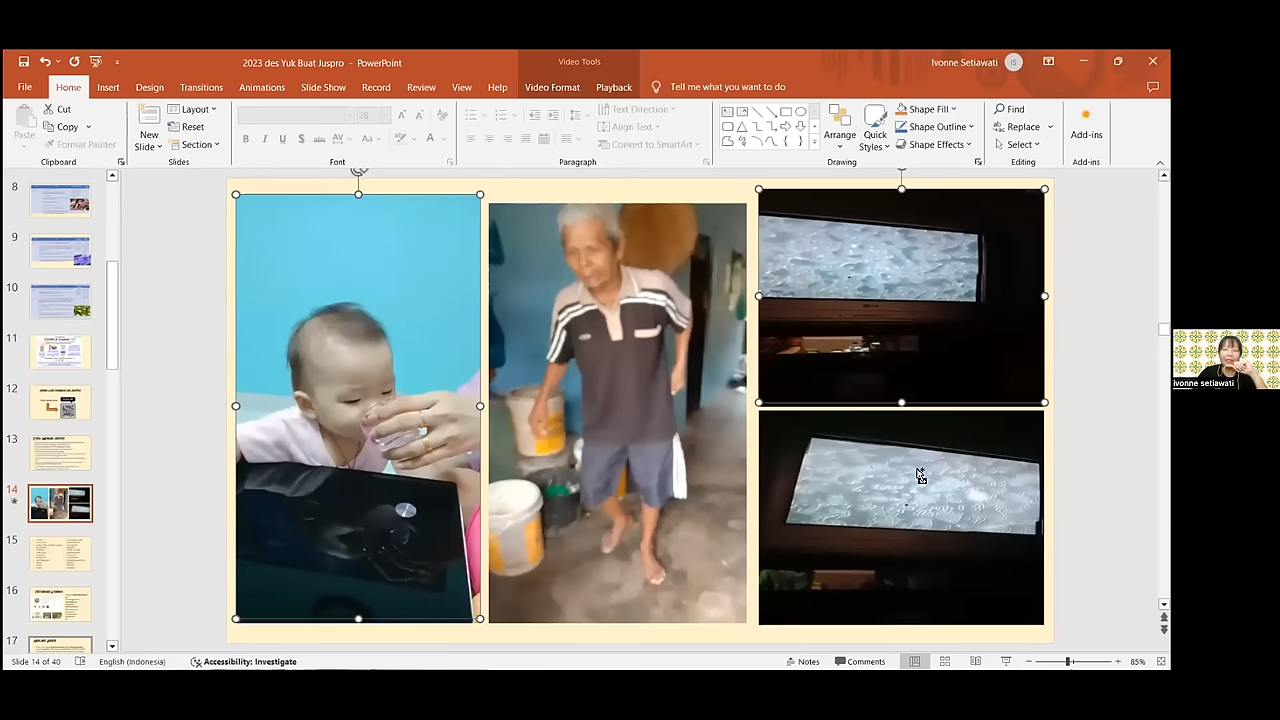 2023 des Yuk Buat Juspro - PowerPoint
Video Tools
Ivonne Setiawati
IS
File
Home
Insert
Design
Transitions
Animations
Slide Show
Record
Review
View
Help
Video Format
Playback
Tell me what you want to do
Paste
Cut
Copy
Format Painter
Clipboard
New Slide
Layout
Reset
Section
Slides
28
B I U S abc AV Aa A
Font
Text Direction
Align Text
Convert to SmartArt
Paragraph
Arrange
Quick Styles
Shape Fill
Shape Outline
Shape Effects
Drawing
Find
Replace
Select
Editing
Add-ins
Add-ins
8
9
10
11
12
13
14
15
16
17
ivonne setiawati
Slide 14 of 40
English (Indonesia)
Accessibility: Investigate
Notes
Comments
85%